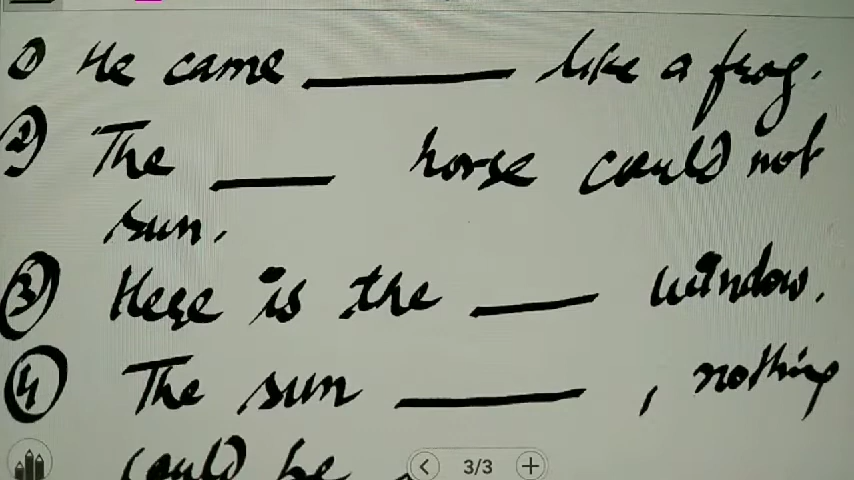 ① He came ________ like a frog.
② The ____ horse could not
run.
③ Here is the ____ window.
④ The sun ______, nothing
could be
3/3